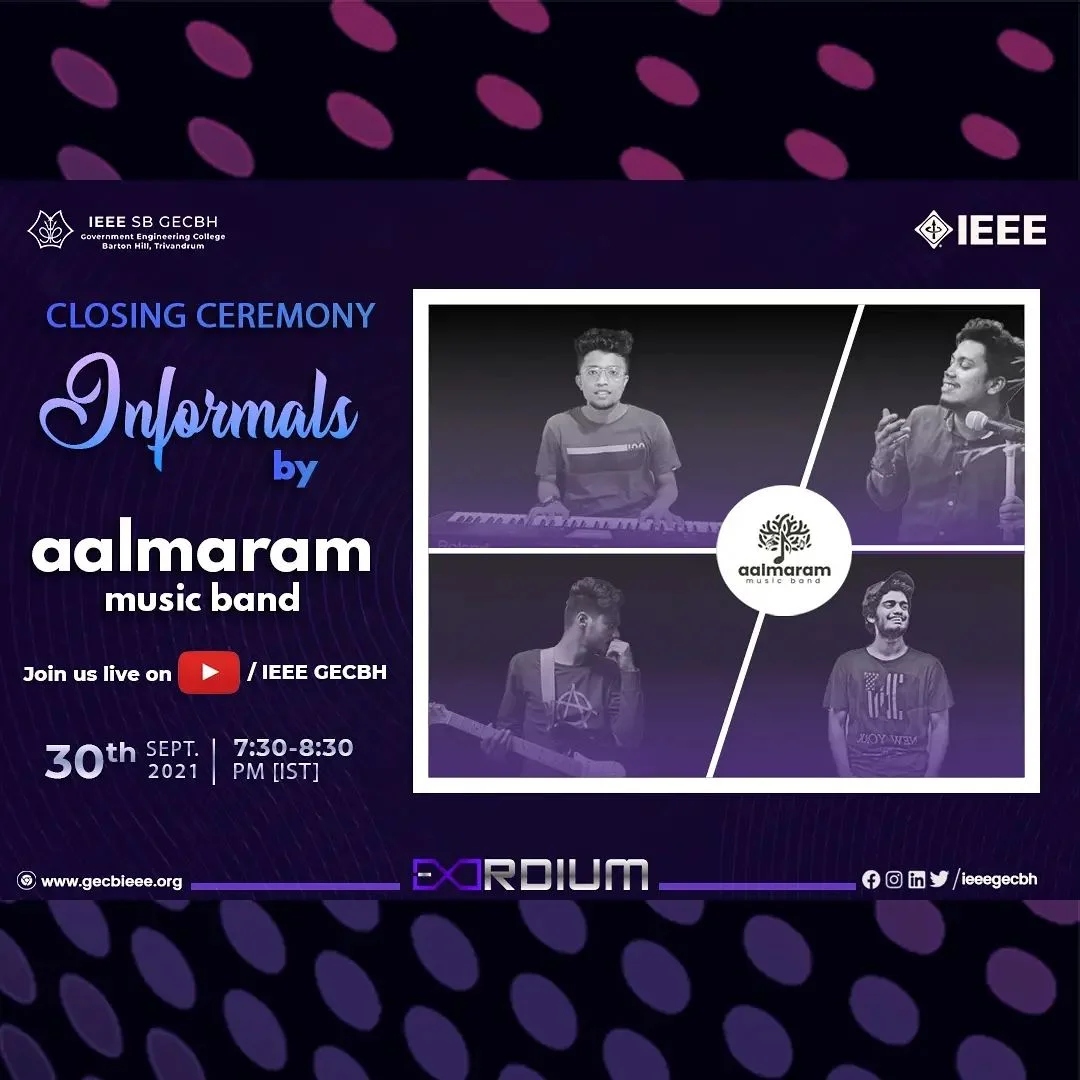 IEEE SB GECBH
Government Engineering College
Barton Hill, Trivandrum
IEEE
CLOSING CEREMONY
Informals
by
aalmaram
music band
Join us live on / IEEE GECBH
30th SEPT. 2021 | 7:30-8:30 PM [IST]
aalmaram
music band
NEW YORK
www.gecbieee.org
EXORDIUM
/ieeegecbh